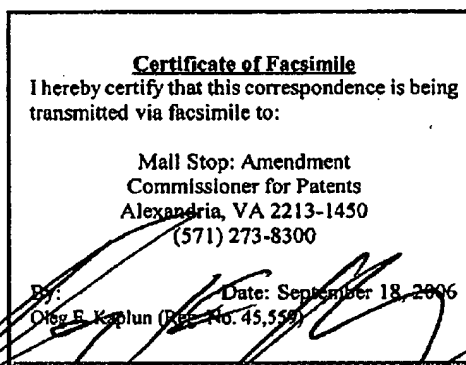 Certificate of Facsimile
I hereby certify that this correspondence is being
transmitted via facsimile to:
Mail Stop: Amendment
Commissioner for Patents
Alexandria, VA 2213-1450
(571) 273-8300
By: Date: September 18, 2006
Oleg F. Kaplun (Reg. No. 45,559)